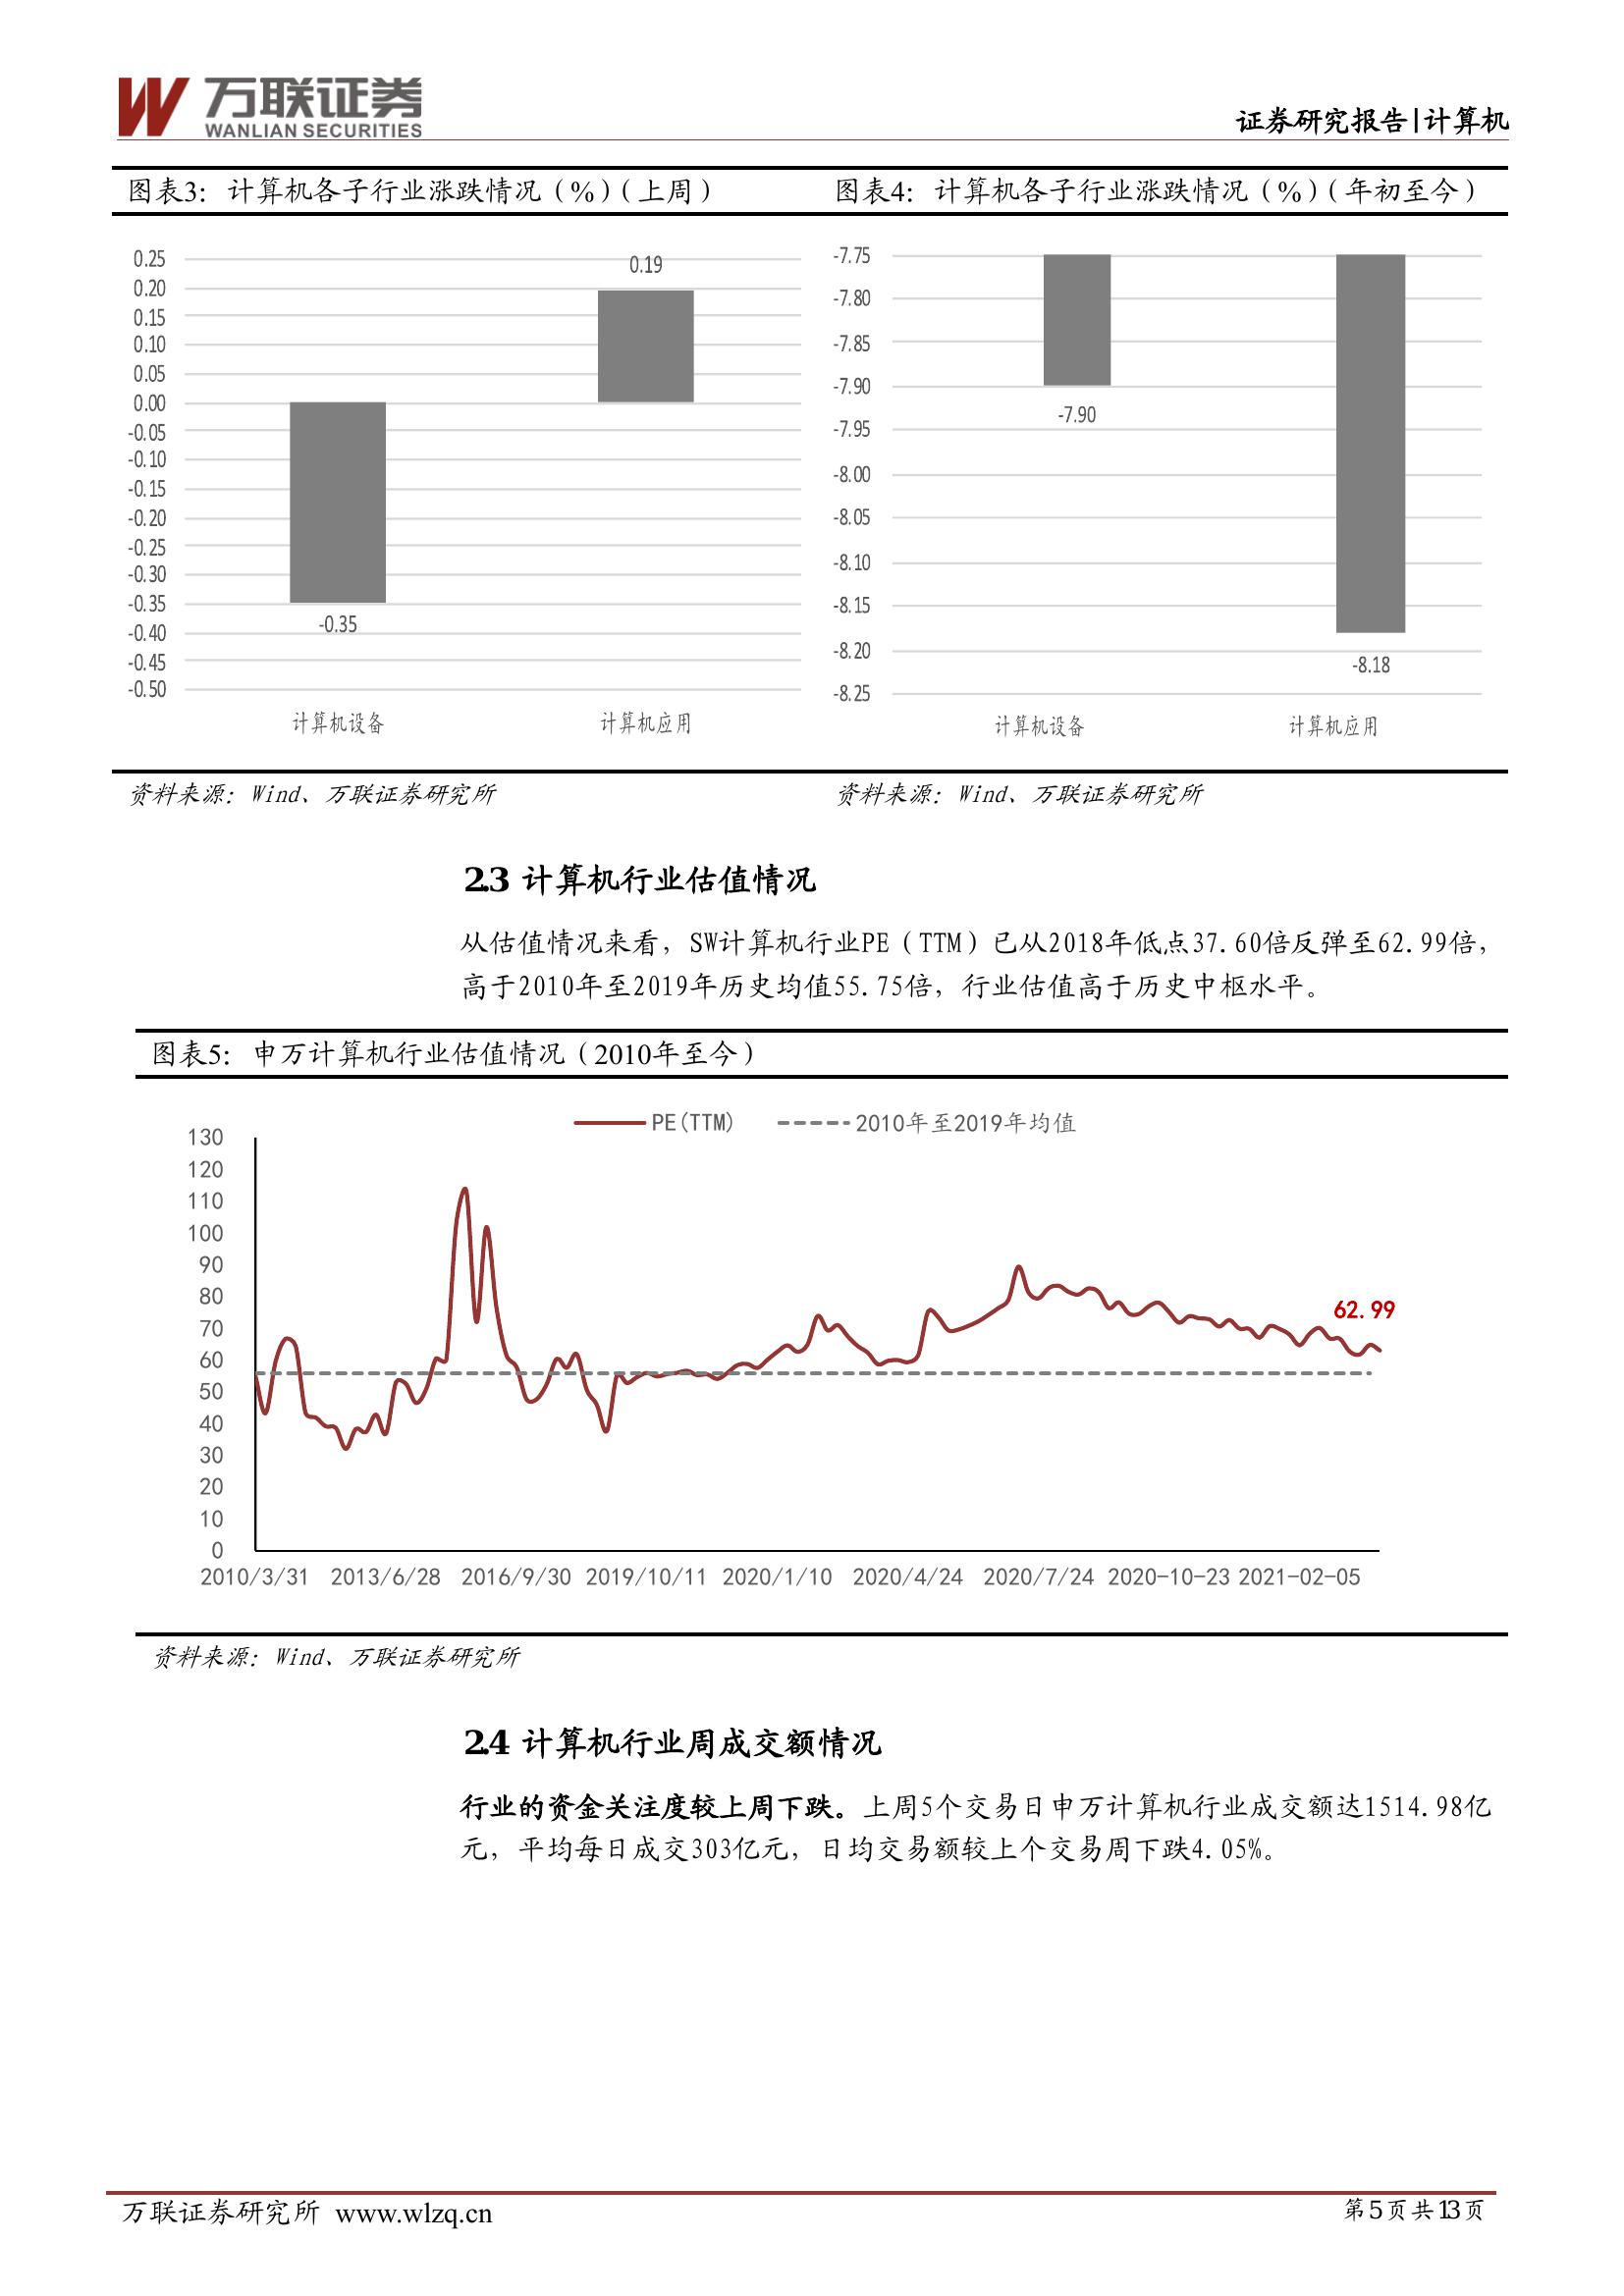 万联证券
WANLIAN SECURITIES
证券研究报告|计算机
图表3：计算机各子行业涨跌情况（%）（上周）
图表4：计算机各子行业涨跌情况（%）（年初至今）
0.25
0.20
0.15
0.10
0.05
0.00
-0.05
-0.10
-0.15
-0.20
-0.25
-0.30
-0.35
-0.40
-0.45
-0.50
0.19
-0.35
计算机设备
计算机应用
-7.75
-7.80
-7.85
-7.90
-7.95
-8.00
-8.05
-8.10
-8.15
-8.20
-8.25
-7.90
-8.18
计算机设备
计算机应用
资料来源：Wind、万联证券研究所
资料来源：Wind、万联证券研究所
2.3 计算机行业估值情况
从估值情况来看，SW计算机行业PE（TTM）已从2018年低点37.60倍反弹至62.99倍，
高于2010年至2019年历史均值55.75倍，行业估值高于历史中枢水平。
图表5：申万计算机行业估值情况（2010年至今）
PE(TTM)
2010年至2019年均值
130
120
110
100
90
80
70
60
50
40
30
20
10
0
62.99
2010/3/31
2013/6/28
2016/9/30
2019/10/11
2020/1/10
2020/4/24
2020/7/24
2020-10-23
2021-02-05
资料来源：Wind、万联证券研究所
2.4 计算机行业周成交额情况
行业的资金关注度较上周下跌。上周5个交易日申万计算机行业成交额达1514.98亿
元，平均每日成交303亿元，日均交易额较上个交易周下跌4.05%。
万联证券研究所 www.wlzq.cn
第5页共13页